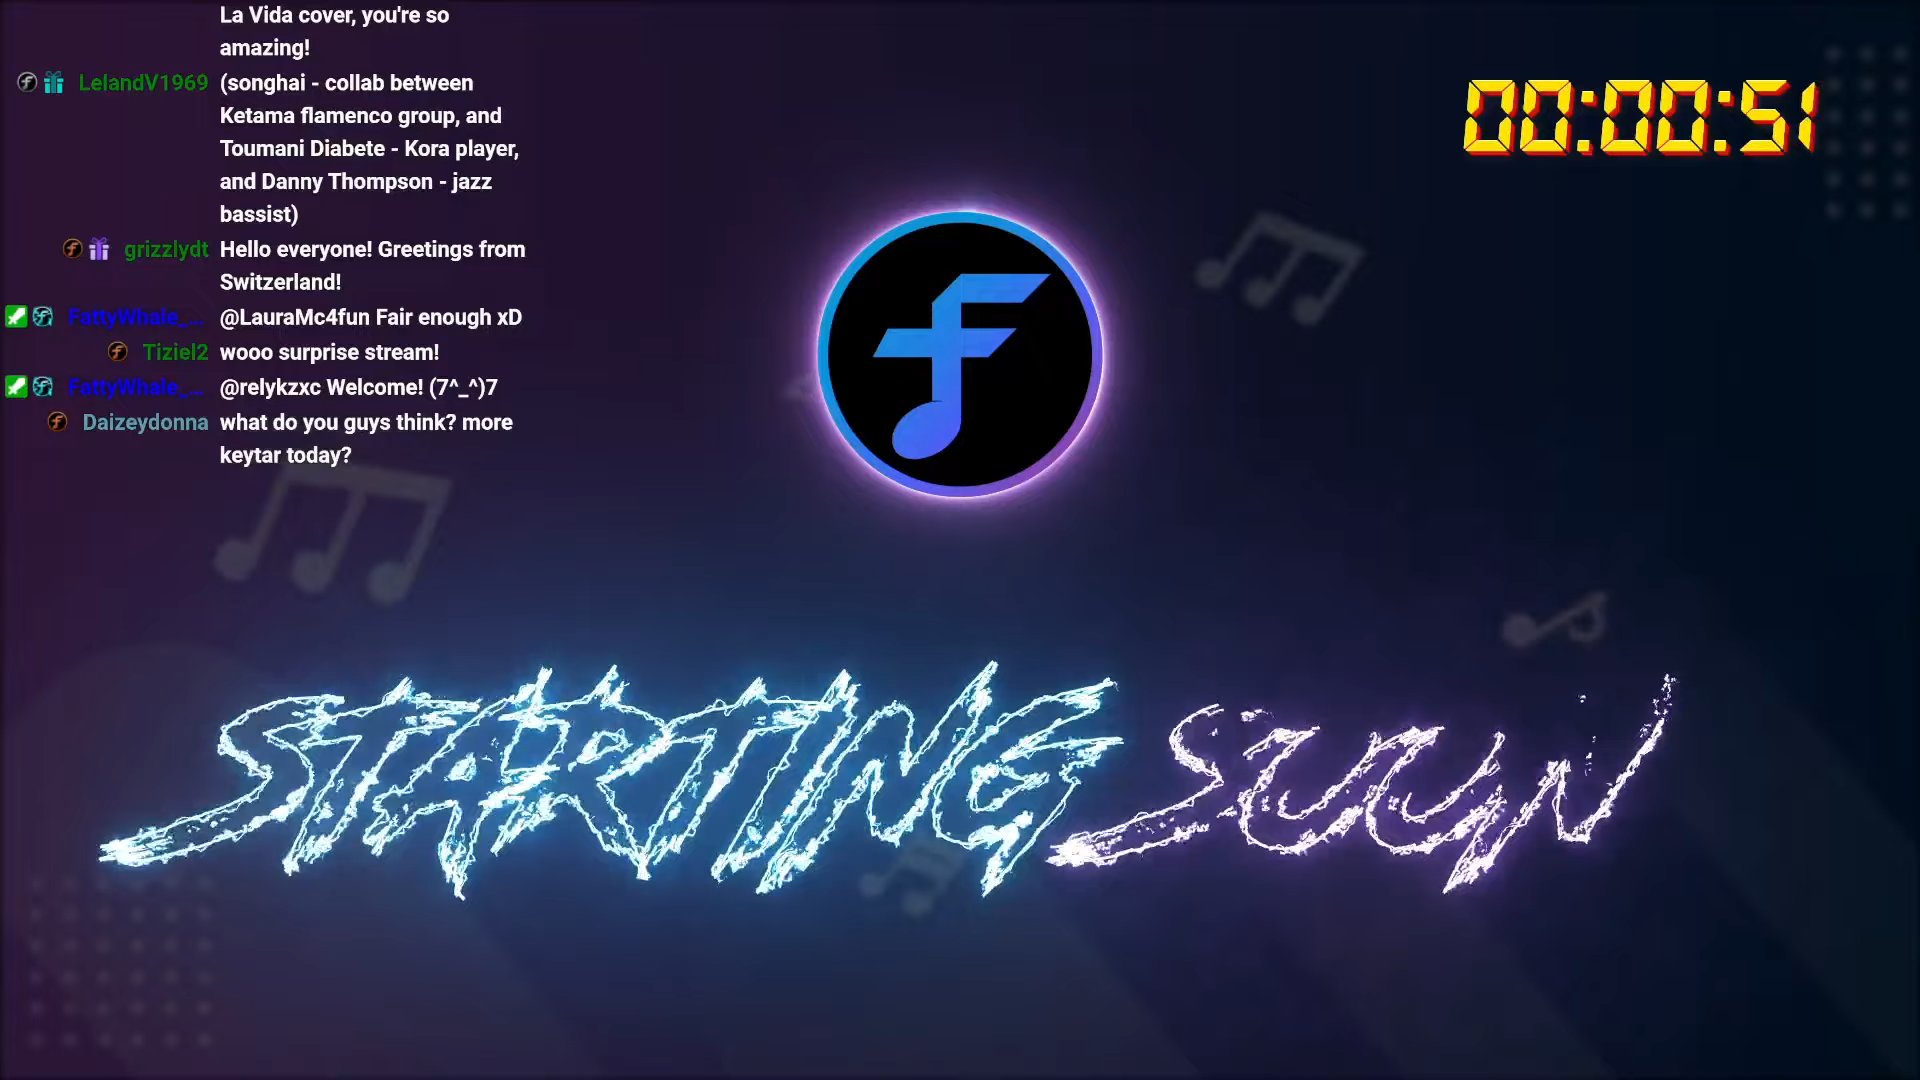 La Vida cover, you're so
amazing!
LelandV1969 (songhai - collab between
Ketama flamenco group, and
Toumani Diabete - Kora player,
and Danny Thompson - jazz
bassist)
grizzlydt Hello everyone! Greetings from
Switzerland!
FattyWhale_... @LauraMc4fun Fair enough xD
Tiziel2 wooo surprise stream!
FattyWhale_... @relykzxc Welcome! (7^_^)7
Daizeydonna what do you guys think? more
keytar today?
00:00:51
STARTING SOON